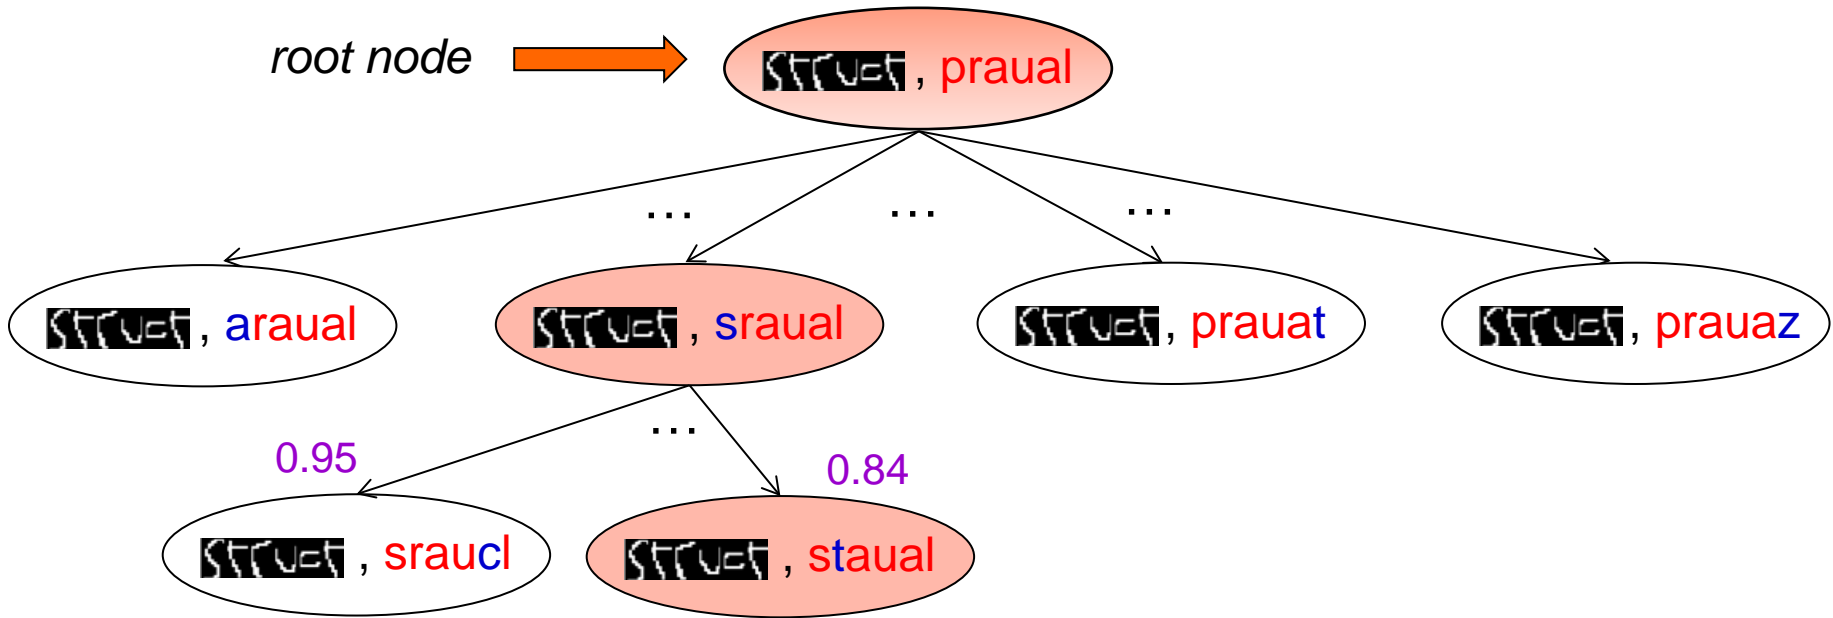 root node
Struct , praual
... ... ...
Struct , araual
Struct , sraual
Struct , prauat
Struct , prauaz
...
0.95
0.84
Struct , sraucl
Struct , staual